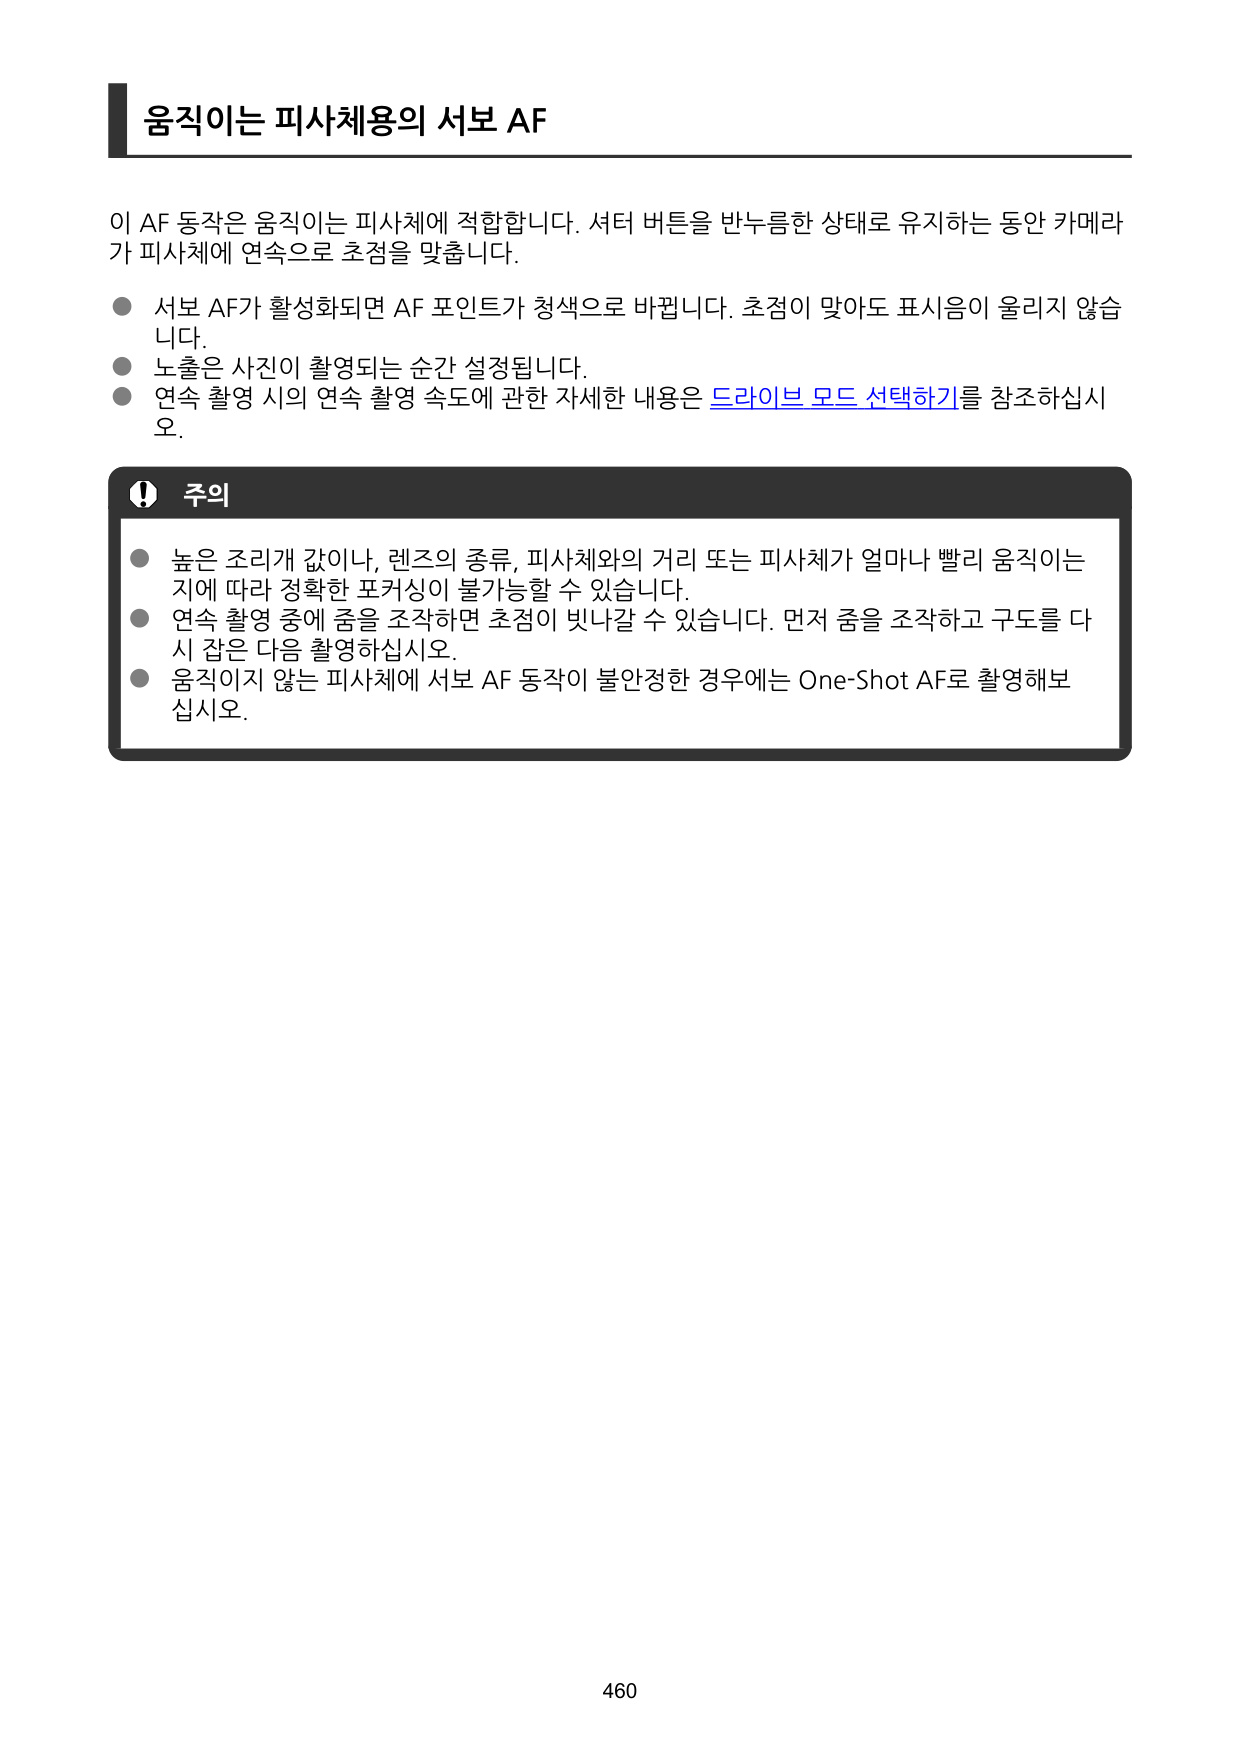 움직이는 피사체용의 서보 AF
이 AF 동작은 움직이는 피사체에 적합합니다. 셔터 버튼을 반누름한 상태로 유지하는 동안 카메라
가 피사체에 연속으로 초점을 맞춥니다.
● 서보 AF가 활성화되면 AF 포인트가 청색으로 바뀝니다. 초점이 맞아도 표시음이 울리지 않습
니다.
● 노출은 사진이 촬영되는 순간 설정됩니다.
● 연속 촬영 시의 연속 촬영 속도에 관한 자세한 내용은 드라이브 모드 선택하기를 참조하십시
오.
주의
● 높은 조리개 값이나, 렌즈의 종류, 피사체와의 거리 또는 피사체가 얼마나 빨리 움직이는
지에 따라 정확한 포커싱이 불가능할 수 있습니다.
● 연속 촬영 중에 줌을 조작하면 초점이 빗나갈 수 있습니다. 먼저 줌을 조작하고 구도를 다
시 잡은 다음 촬영하십시오.
● 움직이지 않는 피사체에 서보 AF 동작이 불안정한 경우에는 One-Shot AF로 촬영해보
십시오.
460